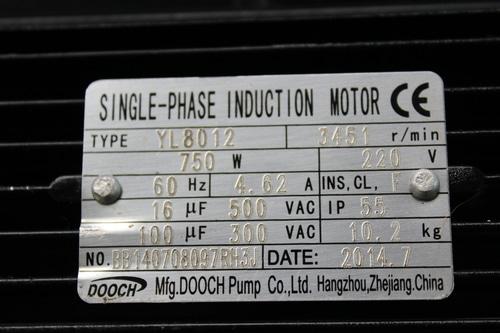 SINGLE-PHASE INDUCTION MOTOR CE
TYPE YL8012 3451 r/min
750 W 220 V
60 Hz 4.62 A INS,CL, F
16 μF 500 VAC IP 55
100 μF 300 VAC 10.2 kg
NO. BB140708097RH3J DATE: 2014.7
DOOCH Mfg.DOOCH Pump Co.,Ltd. Hangzhou,Zhejiang.China